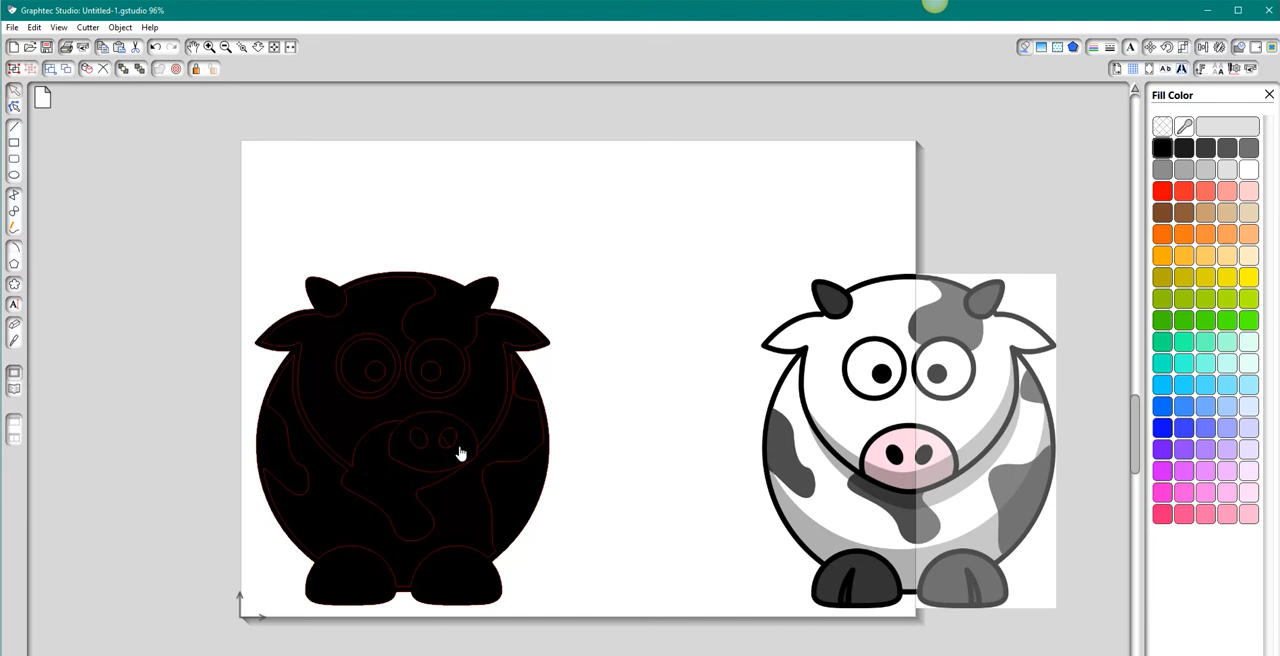 Graphtec Studio: Untitled-1.gstudio 96%
File Edit View Cutter Object Help
A
A b
A
Fill Color